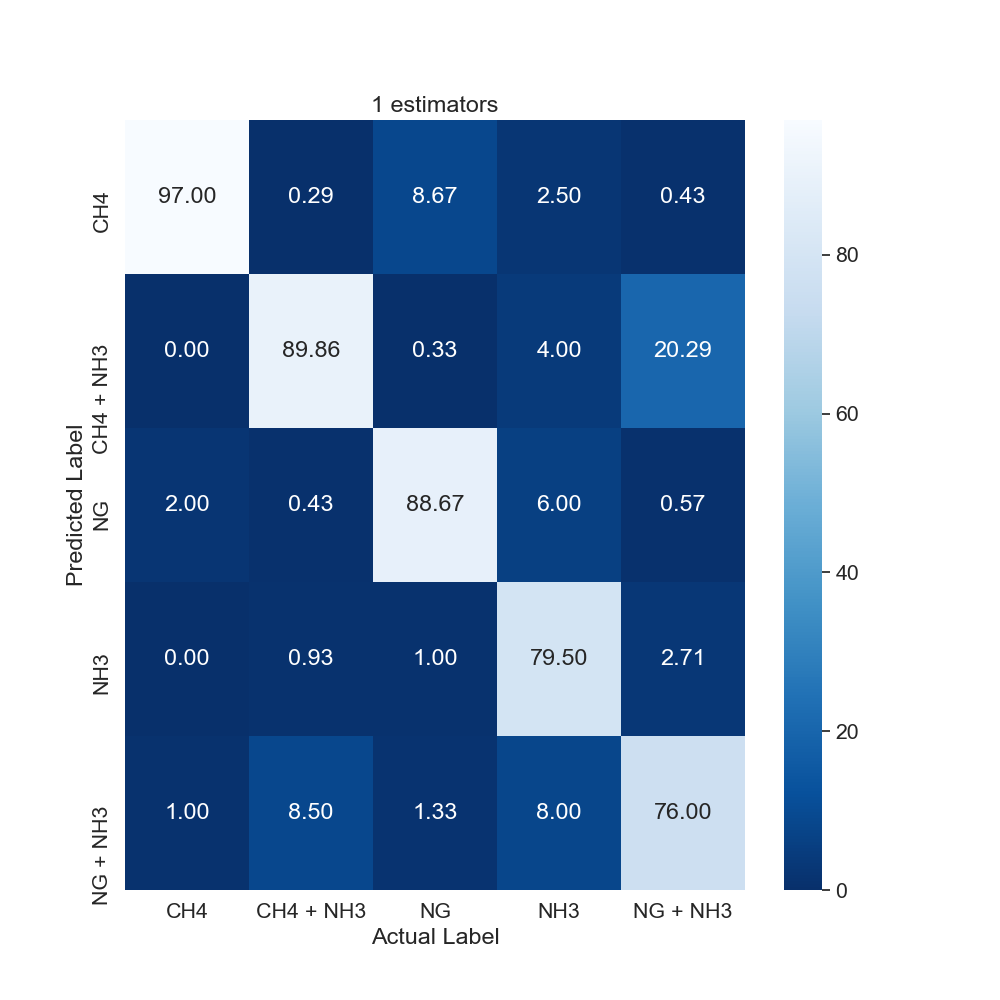 1 estimators
CH4
97.00 0.29 8.67 2.50 0.43
CH4 + NH3
0.00 89.86 0.33 4.00 20.29
NG
2.00 0.43 88.67 6.00 0.57
NH3
0.00 0.93 1.00 79.50 2.71
NG + NH3
1.00 8.50 1.33 8.00 76.00
Predicted Label
CH4 CH4 + NH3 NG NH3 NG + NH3
Actual Label
80
60
40
20
0